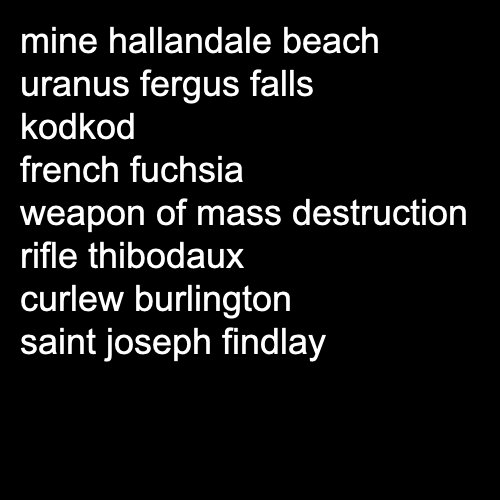 mine hallandale beach
uranus fergus falls
kodkod
french fuchsia
weapon of mass destruction
rifle thibodaux
curlew burlington
saint joseph findlay